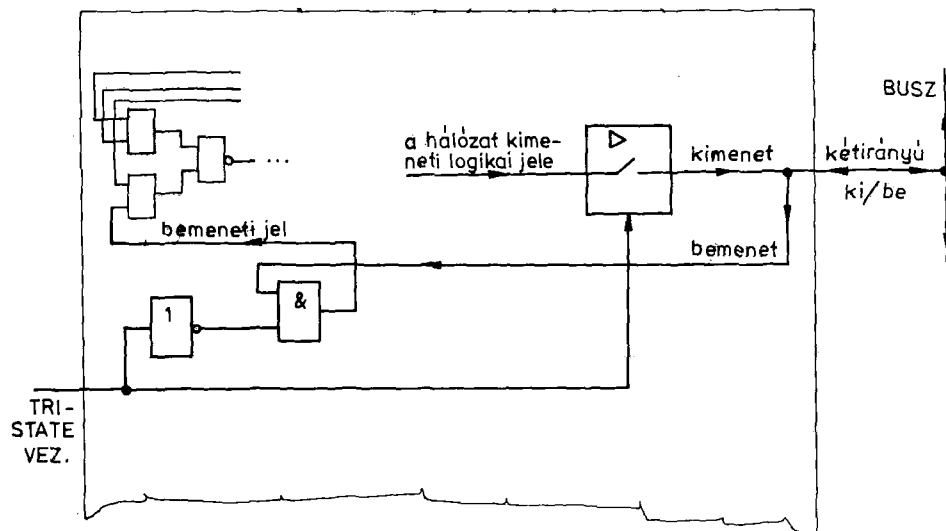 BUSZ
a hálózat kime-
neti logikai jele
kimenet
kétirányú
ki/be
bemeneti jel
bemenet
...
&
1
TRI-
STATE
VEZ.